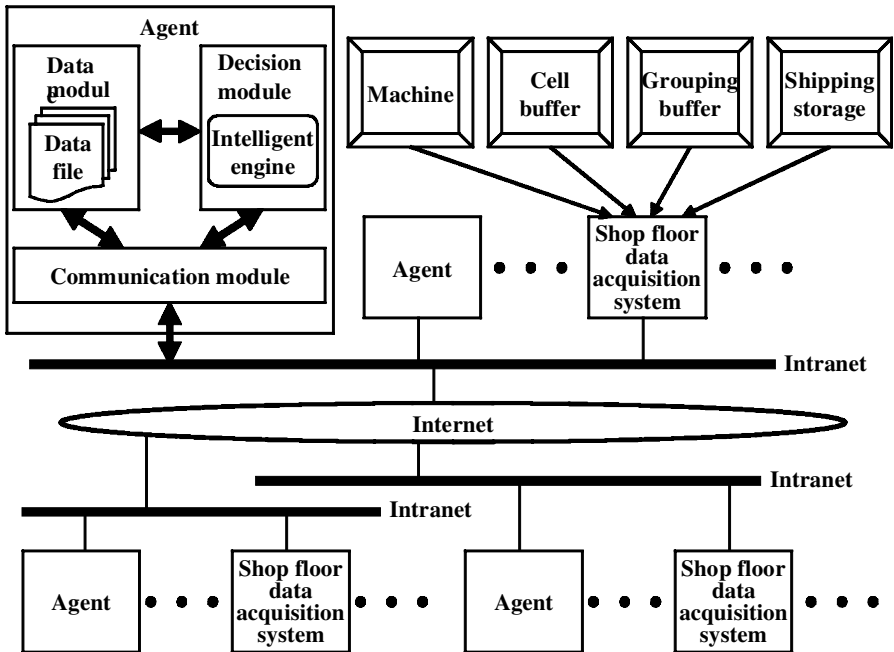 Agent
Data
modul
e
Data
file
Decision
module
Intelligent
engine
Communication module
Machine
Cell
buffer
Grouping
buffer
Shipping
storage
Agent
Shop floor
data
acquisition
system
Intranet
Internet
Intranet
Intranet
Agent
Shop floor
data
acquisition
system
Agent
Shop floor
data
acquisition
system